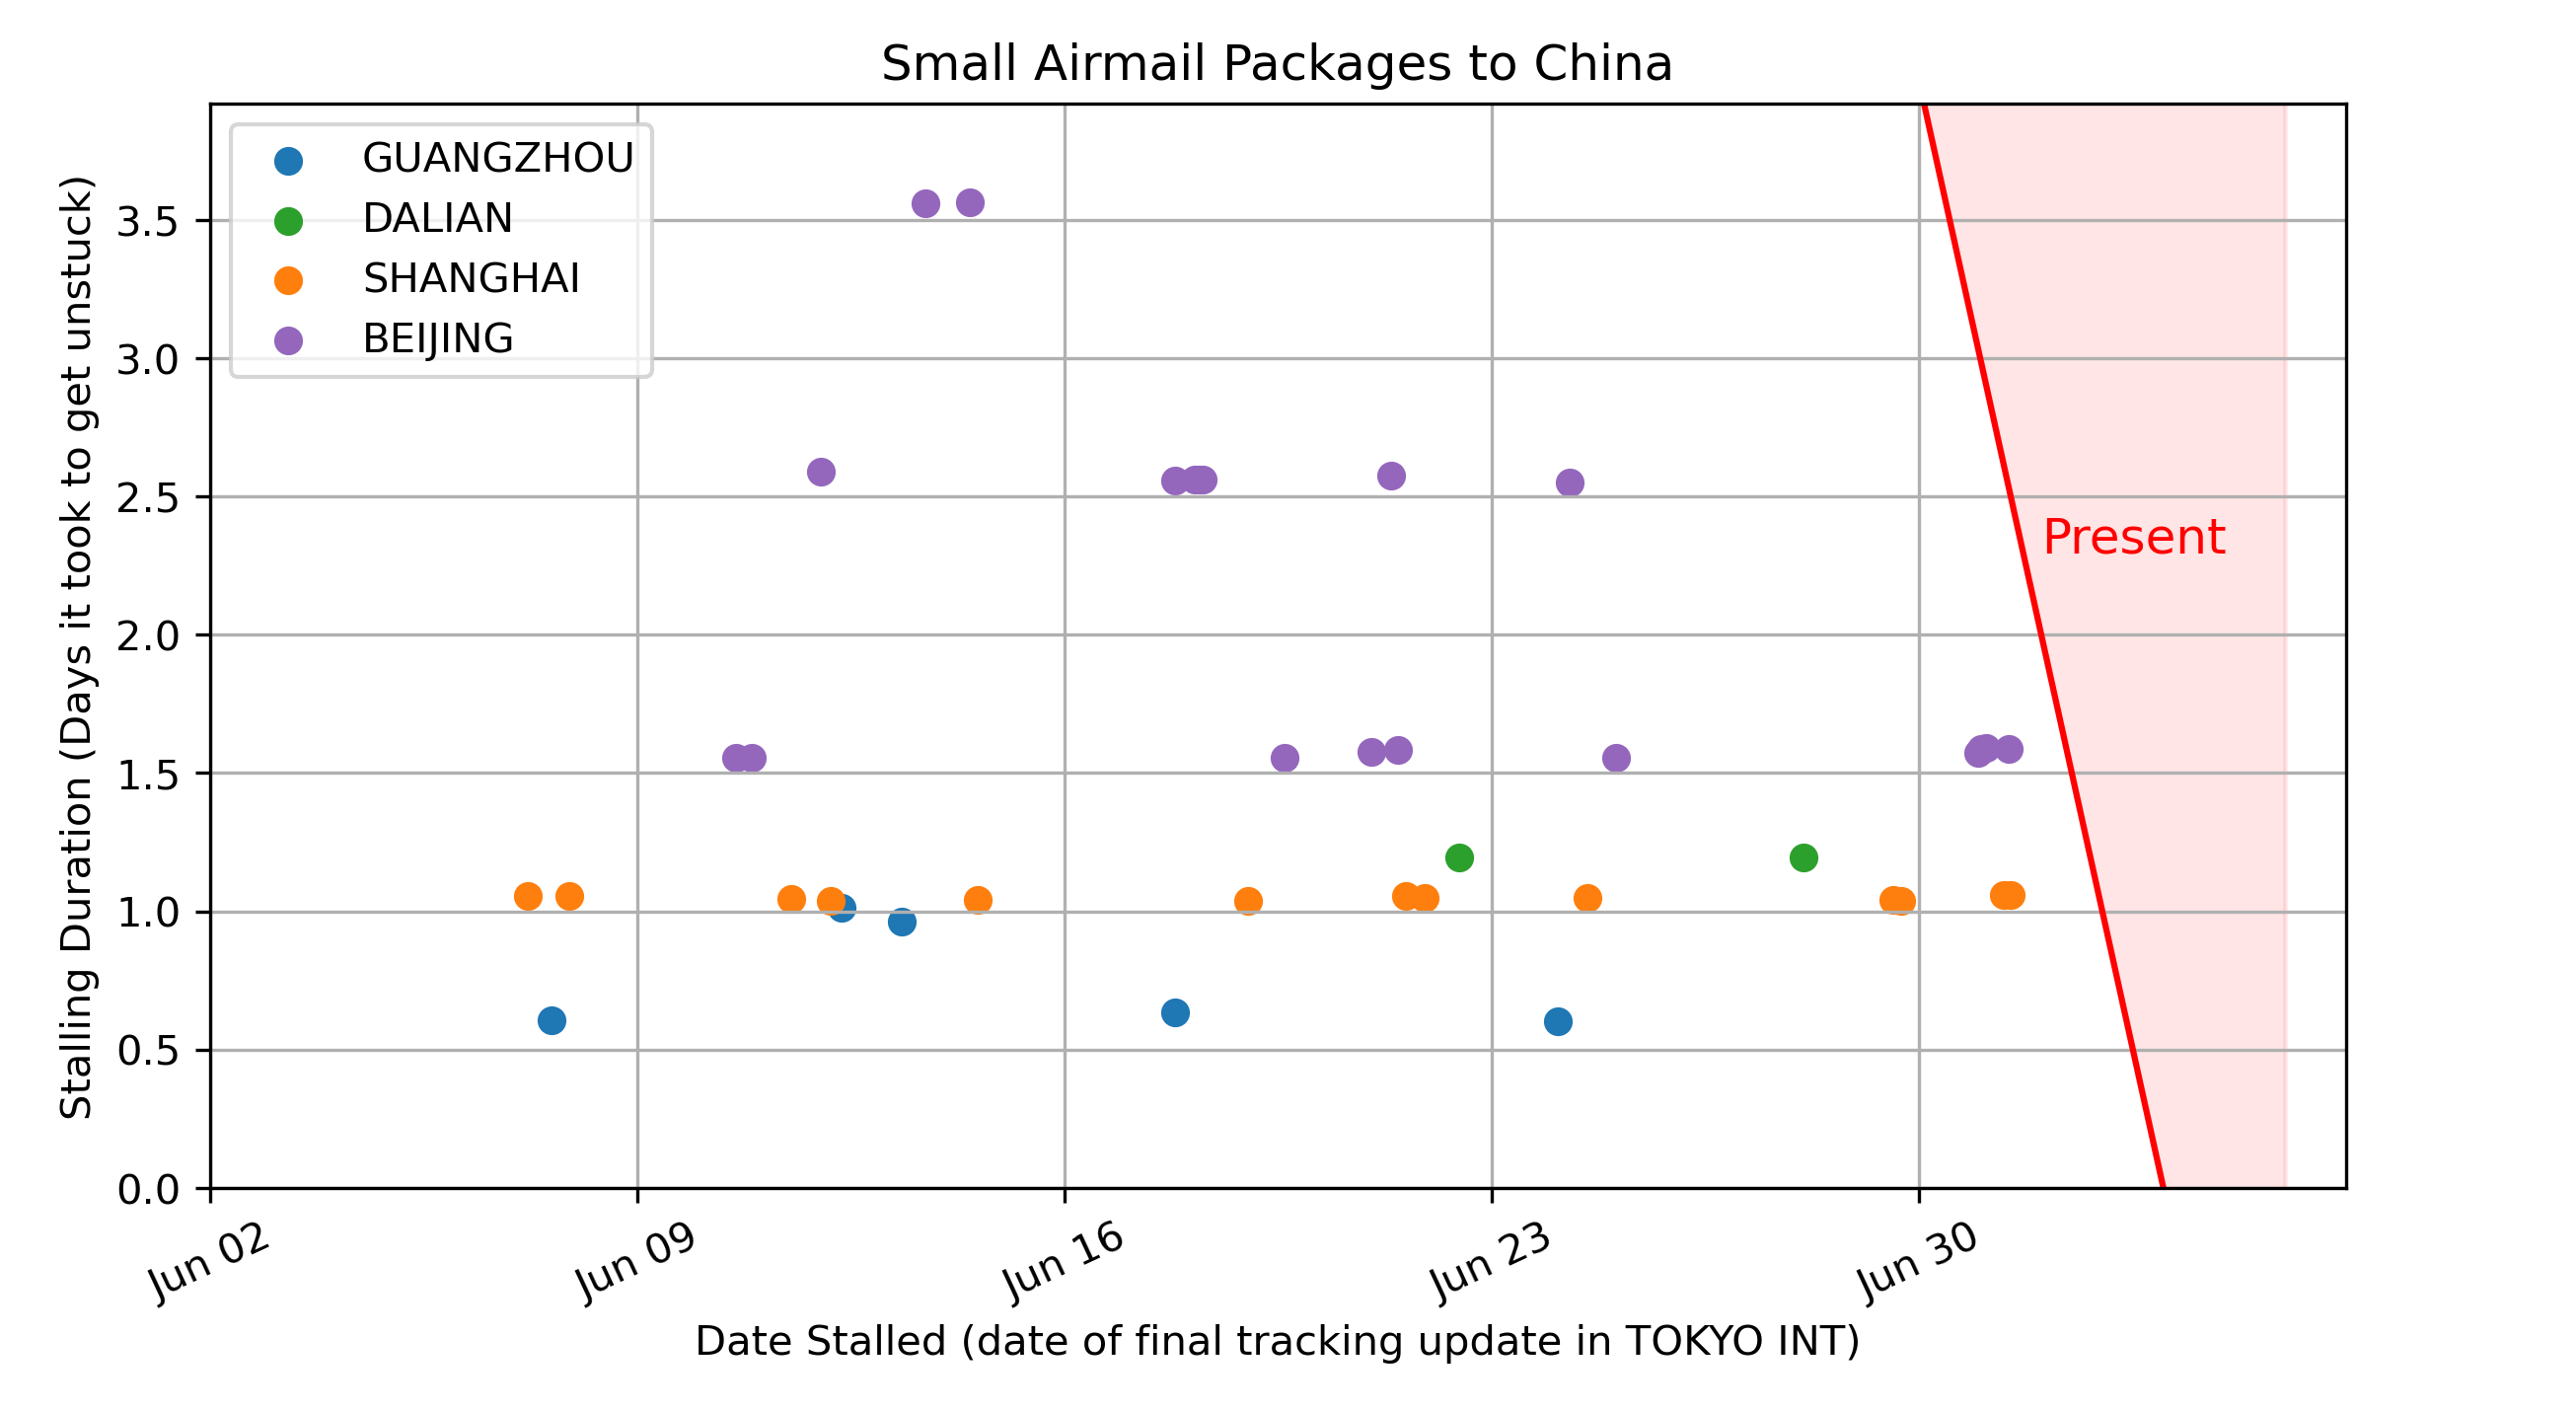 Small Airmail Packages to China
GUANGZHOU
DALIAN
SHANGHAI
BEIJING
Present
Stalling Duration (Days it took to get unstuck)
3.5
3.0
2.5
2.0
1.5
1.0
0.5
0.0
Jun 02
Jun 09
Jun 16
Jun 23
Jun 30
Date Stalled (date of final tracking update in TOKYO INT)